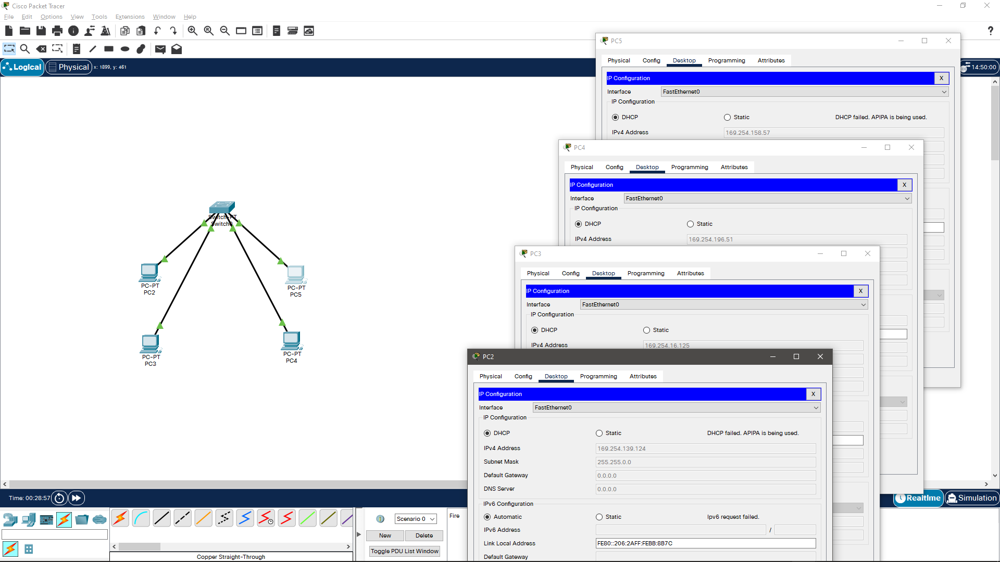 Cisco Packet Tracer
File Edit Options View Tools Extensions Window Help
Logical Physical x: 1899, y: 461
14:50:00
Switch-PT
Switch0
PC-PT
PC2
PC-PT
PC5
PC-PT
PC3
PC-PT
PC4
PC5
Physical Config Desktop Programming Attributes
IP Configuration X
Interface FastEthernet0
IP Configuration
DHCP Static DHCP failed. APIPA is being used.
IPv4 Address 169.254.158.57
PC4
Physical Config Desktop Programming Attributes
IP Configuration X
Interface FastEthernet0
IP Configuration
DHCP Static
IPv4 Address 169.254.196.51
PC3
Physical Config Desktop Programming Attributes
IP Configuration X
Interface FastEthernet0
IP Configuration
DHCP Static
IPv4 Address 169.254.16.125
PC2
Physical Config Desktop Programming Attributes
IP Configuration X
Interface FastEthernet0
IP Configuration
DHCP Static DHCP failed. APIPA is being used.
IPv4 Address 169.254.139.124
Subnet Mask 255.255.0.0
Default Gateway 0.0.0.0
DNS Server 0.0.0.0
IPv6 Configuration
Automatic Static Ipv6 request failed.
IPv6 Address /
Link Local Address FE80::206:2AFF:FEBB:8B7C
Default Gateway
Time: 00:28:57
Realtime Simulation
Scenario 0
Fire
New Delete
Toggle PDU List Window
Copper Straight-Through